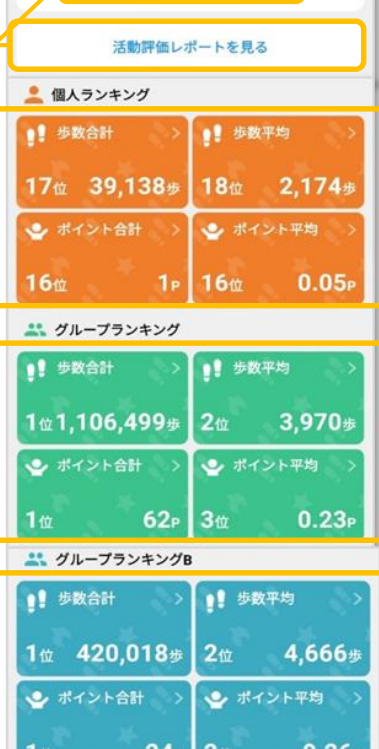 活動評価レポートを見る
個人ランキング
歩数合計 > 歩数平均 >
17位 39,138歩 18位 2,174歩
ポイント合計 > ポイント平均 >
16位 1P 16位 0.05P
グループランキング
歩数合計 > 歩数平均 >
1位 1,106,499歩 2位 3,970歩
ポイント合計 > ポイント平均 >
1位 62P 3位 0.23P
グループランキングB
歩数合計 > 歩数平均 >
1位 420,018歩 2位 4,666歩
ポイント合計 > ポイント平均 >